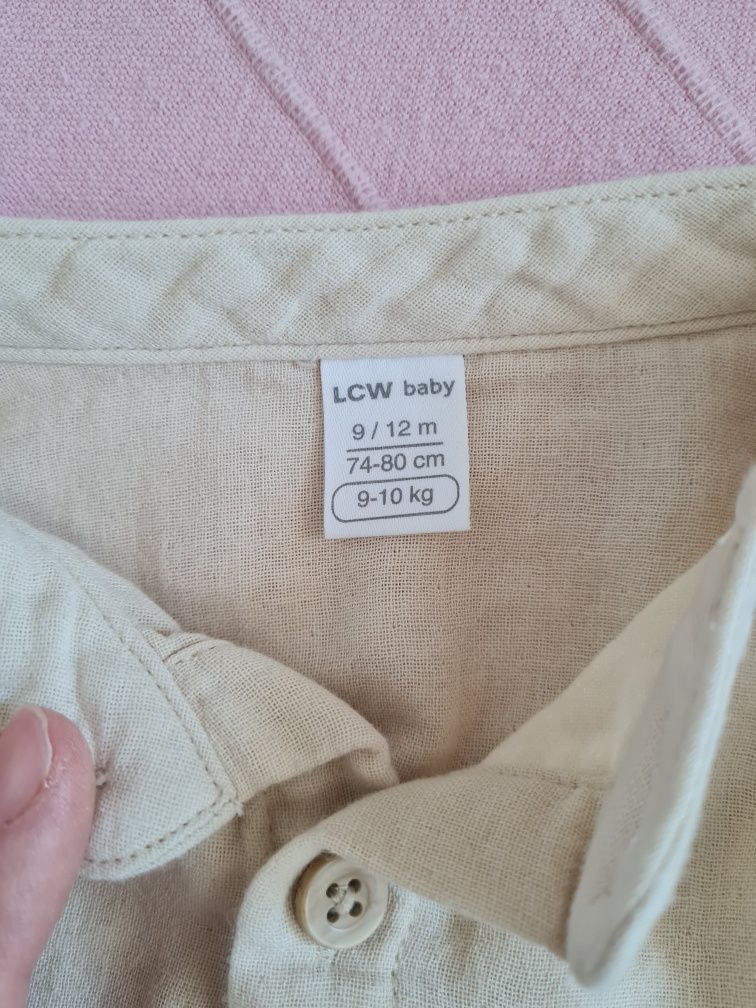 LCW baby
9 / 12 m
74-80 cm
9-10 kg